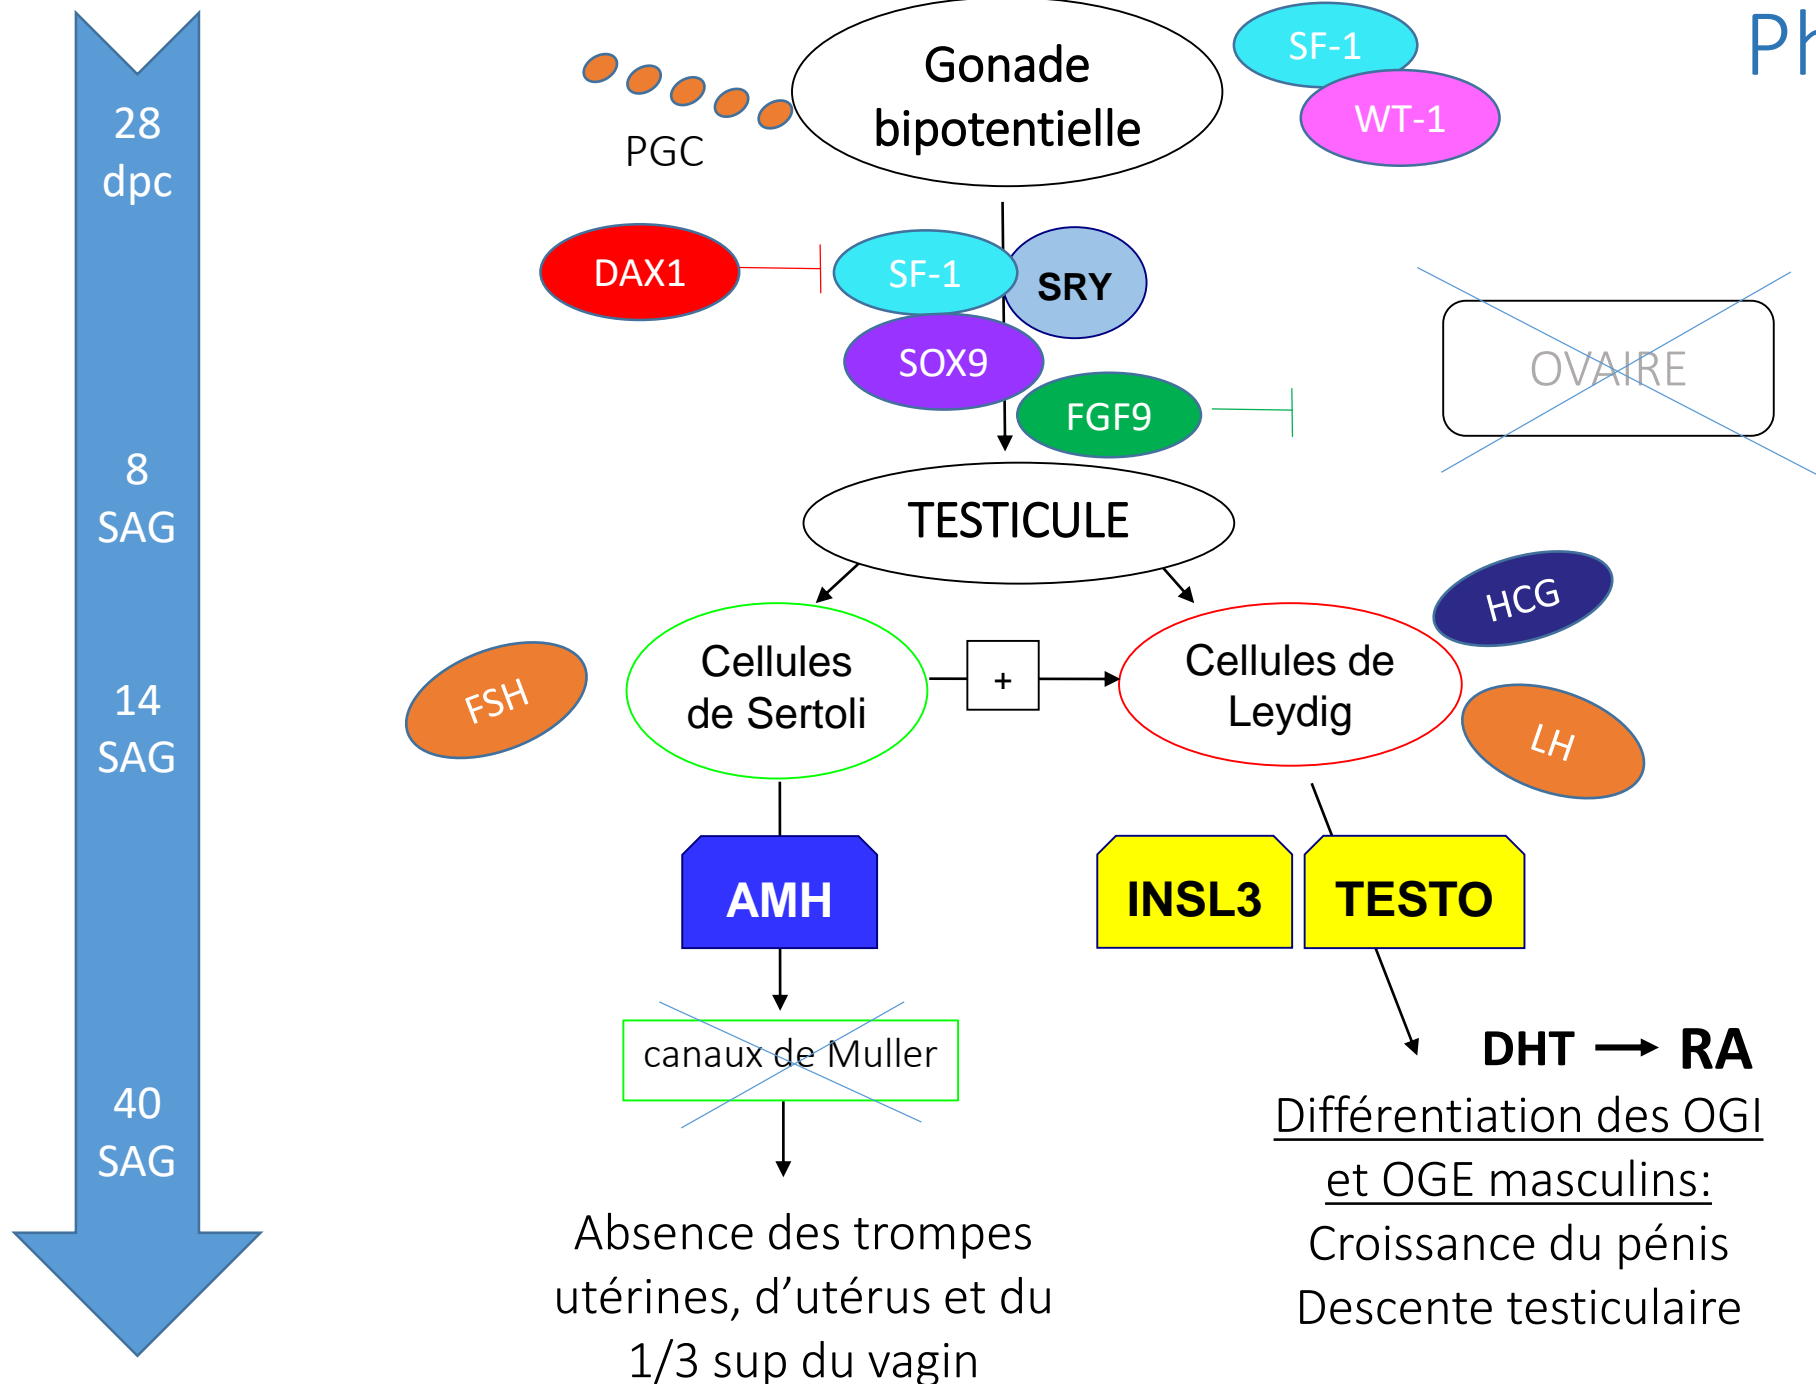 Ph
28
dpc
8
SAG
14
SAG
40
SAG
Gonade
bipotentielle
PGC
SF-1
WT-1
DAX1
SF-1
SRY
SOX9
FGF9
OVAIRE
TESTICULE
Cellules
de Sertoli
+
Cellules de
Leydig
HCG
LH
FSH
AMH
INSL3
TESTO
canaux de Muller
DHT → RA
Absence des trompes
utérines, d’utérus et du
1/3 sup du vagin
Différentiation des OGI
et OGE masculins:
Croissance du pénis
Descente testiculaire